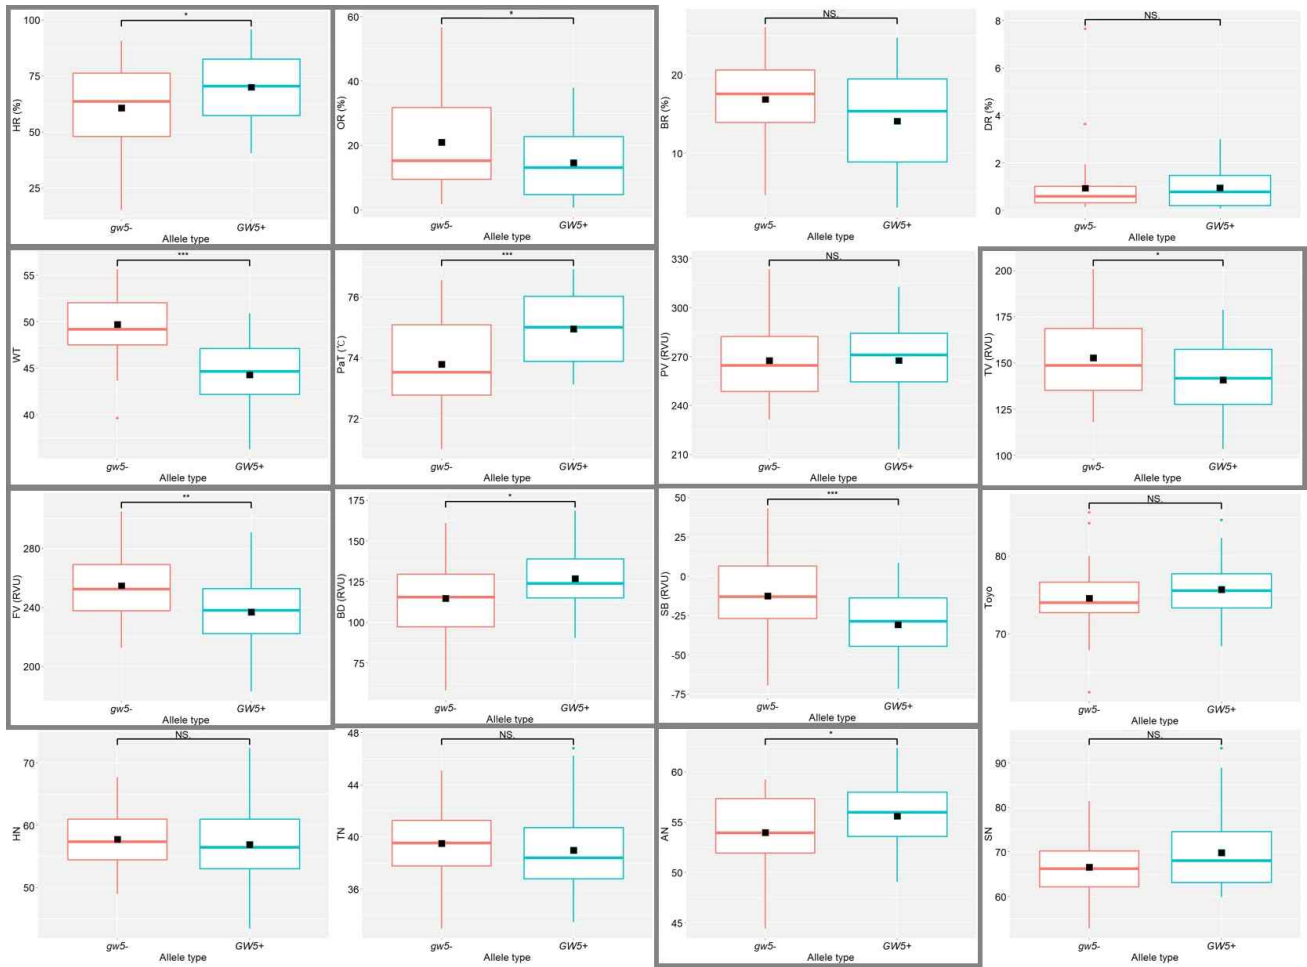 HR (%)
100
75
50
25
*
gw5-
GW5+
Allele type
OR (%)
60
40
20
0
*
gw5-
GW5+
Allele type
BR (%)
20
10
NS.
gw5-
GW5+
Allele type
DR (%)
8
6
4
2
0
NS.
gw5-
GW5+
Allele type
WT
55
50
45
40
***
gw5-
GW5+
Allele type
PaT (℃)
76
74
72
***
gw5-
GW5+
Allele type
PV (RVU)
330
300
270
240
210
NS.
gw5-
GW5+
Allele type
TV (RVU)
200
175
150
125
100
*
gw5-
GW5+
Allele type
FV (RVU)
280
240
200
**
gw5-
GW5+
Allele type
BD (RVU)
175
150
125
100
75
*
gw5-
GW5+
Allele type
SB (RVU)
50
25
0
-25
-50
-75
***
gw5-
GW5+
Allele type
Toyo
80
70
NS.
gw5-
GW5+
Allele type
HN
70
60
50
NS.
gw5-
GW5+
Allele type
TN
48
44
40
36
NS.
gw5-
GW5+
Allele type
AN
60
55
50
45
*
gw5-
GW5+
Allele type
SN
90
80
70
60
NS.
gw5-
GW5+
Allele type